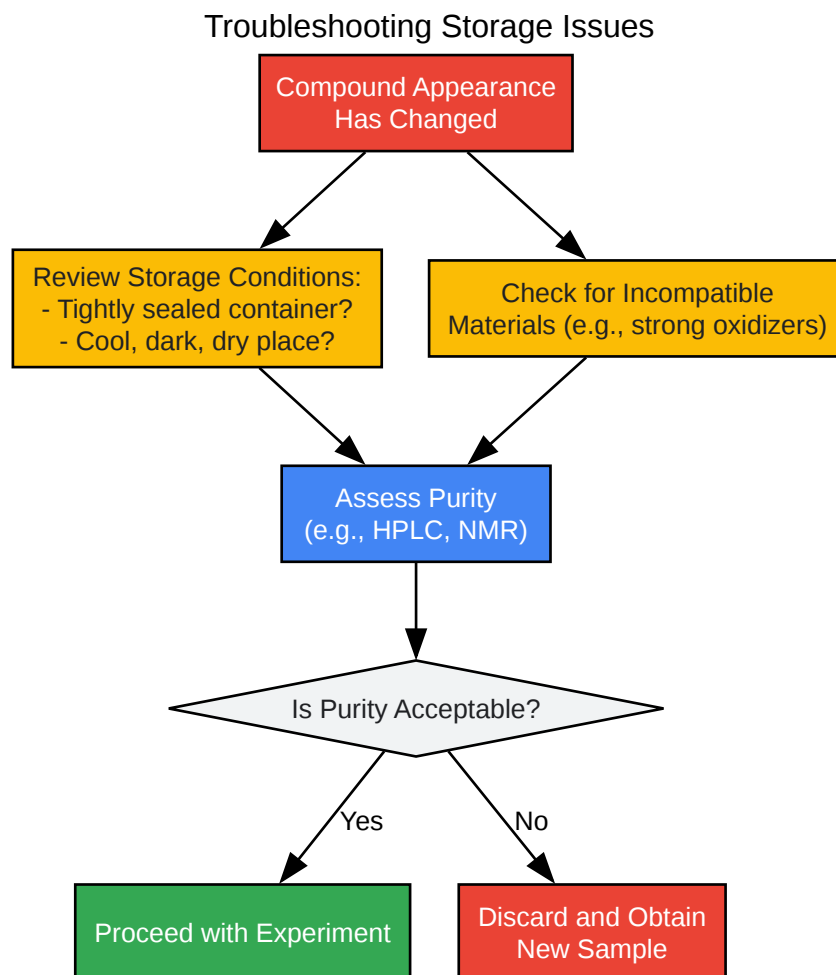 Troubleshooting Storage Issues
Compound Appearance
Has Changed
Review Storage Conditions:
- Tightly sealed container?
- Cool, dark, dry place?
Check for Incompatible
Materials (e.g., strong oxidizers)
Assess Purity
(e.g., HPLC, NMR)
Is Purity Acceptable?
Yes
No
Proceed with Experiment
Discard and Obtain
New Sample